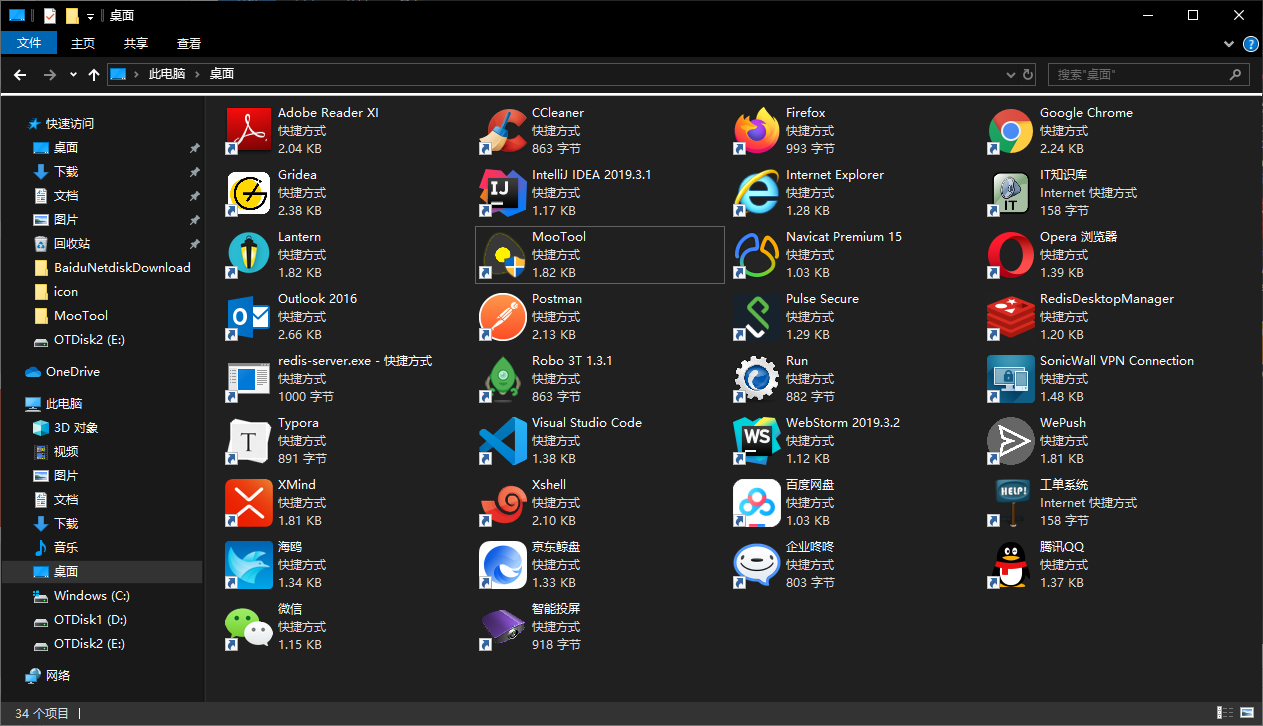 桌面
文件 主页 共享 查看
此电脑 桌面 搜索"桌面"
快速访问
桌面
下载
文档
图片
回收站
BaiduNetdiskDownload
icon
MooTool
OTDisk2 (E:)
OneDrive
此电脑
3D 对象
视频
图片
文档
下载
音乐
桌面
Windows (C:)
OTDisk1 (D:)
OTDisk2 (E:)
网络
Adobe Reader XI
快捷方式
2.04 KB
CCleaner
快捷方式
863 字节
Firefox
快捷方式
993 字节
Google Chrome
快捷方式
2.24 KB
Gridea
快捷方式
2.38 KB
IJ
IntelliJ IDEA 2019.3.1
快捷方式
1.17 KB
Internet Explorer
快捷方式
1.28 KB
IT
IT知识库
Internet 快捷方式
158 字节
Lantern
快捷方式
1.82 KB
MooTool
快捷方式
1.82 KB
Navicat Premium 15
快捷方式
1.03 KB
Opera 浏览器
快捷方式
1.39 KB
Outlook 2016
快捷方式
2.66 KB
Postman
快捷方式
2.13 KB
Pulse Secure
快捷方式
1.29 KB
RedisDesktopManager
快捷方式
1.20 KB
redis-server.exe - 快捷方式
快捷方式
1000 字节
Robo 3T 1.3.1
快捷方式
863 字节
Run
快捷方式
882 字节
SonicWall VPN Connection
快捷方式
1.48 KB
T
Typora
快捷方式
891 字节
Visual Studio Code
快捷方式
1.38 KB
WS
WebStorm 2019.3.2
快捷方式
1.12 KB
WePush
快捷方式
1.81 KB
XMind
快捷方式
1.81 KB
Xshell
快捷方式
2.10 KB
百度网盘
快捷方式
1.03 KB
HELP!
工单系统
Internet 快捷方式
158 字节
海鸥
快捷方式
1.34 KB
京东鲸盘
快捷方式
1.33 KB
企业咚咚
快捷方式
803 字节
腾讯QQ
快捷方式
1.37 KB
微信
快捷方式
1.15 KB
智能投屏
快捷方式
918 字节
34 个项目